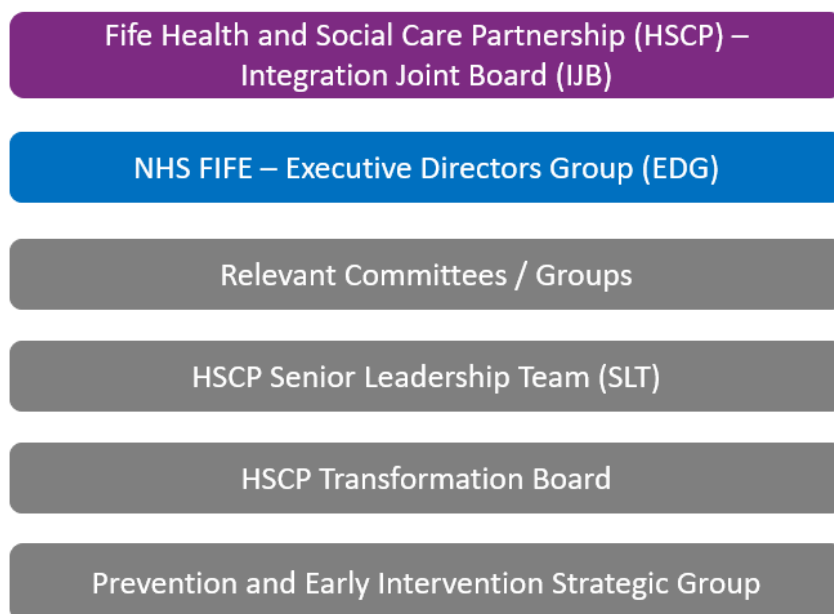 Fife Health and Social Care Partnership (HSCP) –
Integration Joint Board (IJB)
NHS FIFE – Executive Directors Group (EDG)
Relevant Committees / Groups
HSCP Senior Leadership Team (SLT)
HSCP Transformation Board
Prevention and Early Intervention Strategic Group